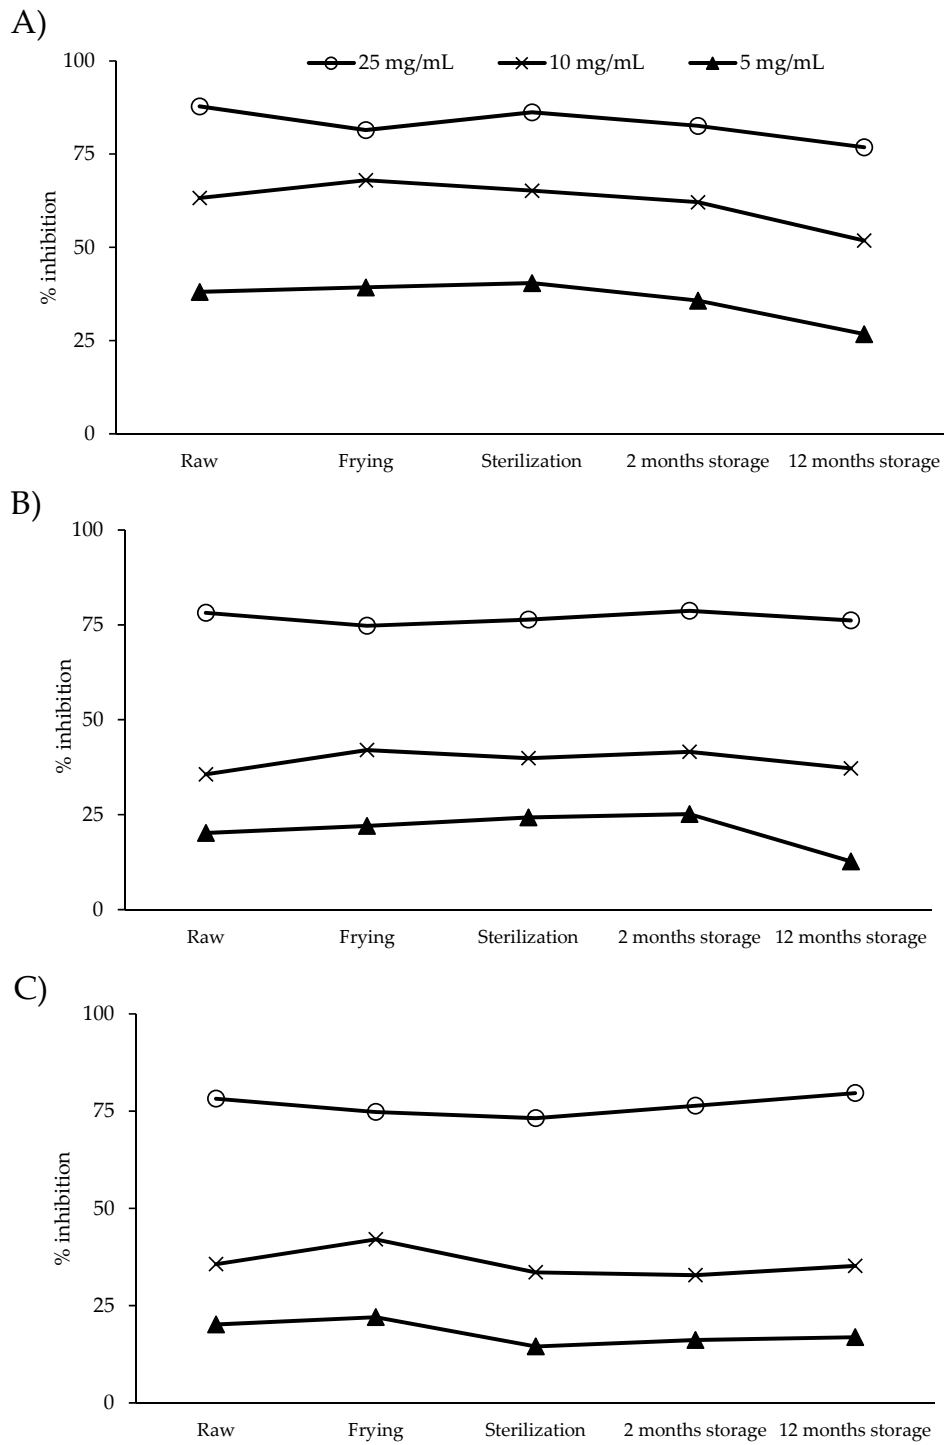 A)
25 mg/mL 10 mg/mL 5 mg/mL
100
75
50
25
0
% inhibition
Raw Frying Sterilization 2 months storage 12 months storage
B)
100
75
50
25
0
% inhibition
Raw Frying Sterilization 2 months storage 12 months storage
C)
100
75
50
25
0
% inhibition
Raw Frying Sterilization 2 months storage 12 months storage